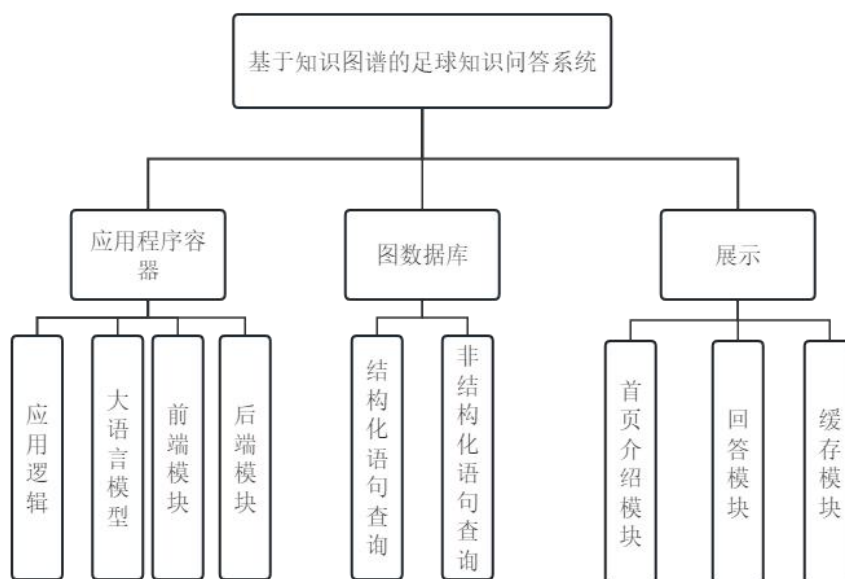 基于知识图谱的足球知识问答系统
应用程序容
器
图数据库
展示
应用逻辑
大语言模型
前端模块
后端模块
结构化语句查询
非结构化语句查询
首页介绍模块
回答模块
缓存模块